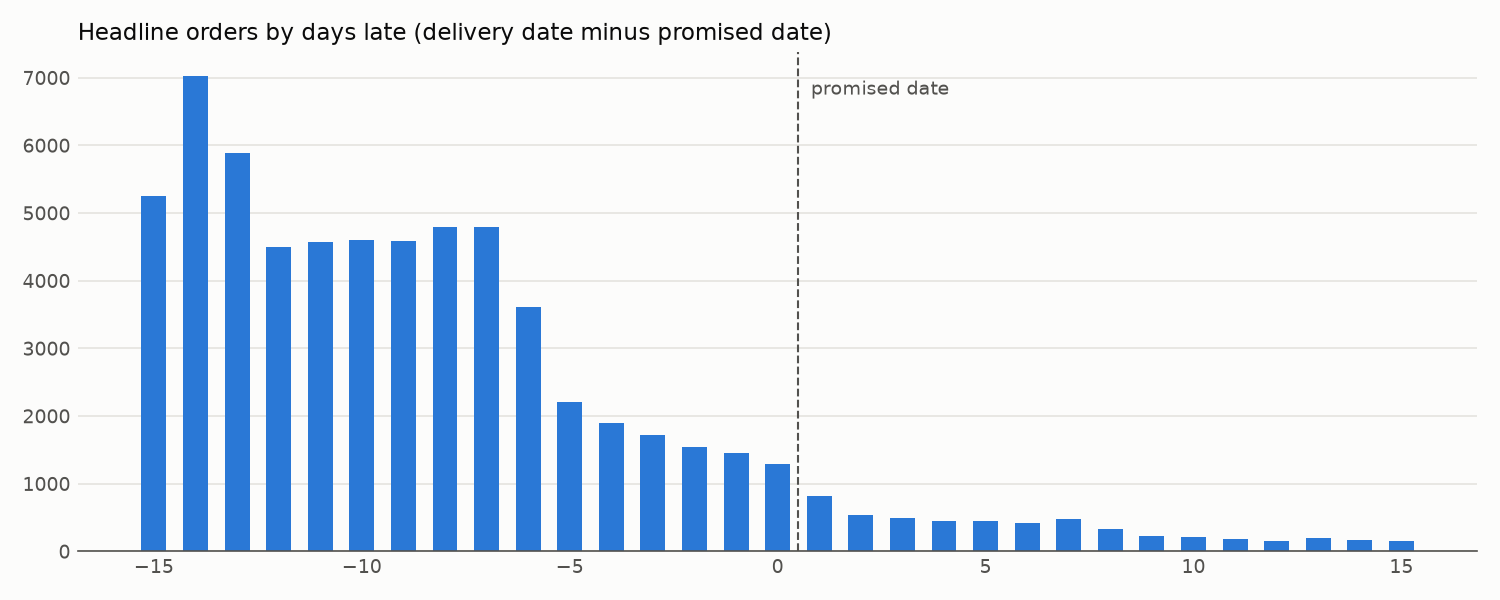 Headline orders by days late (delivery date minus promised date)
7000
promised date
6000
5000
4000
3000
2000
1000
0
−15 −10 −5 0 5 10 15